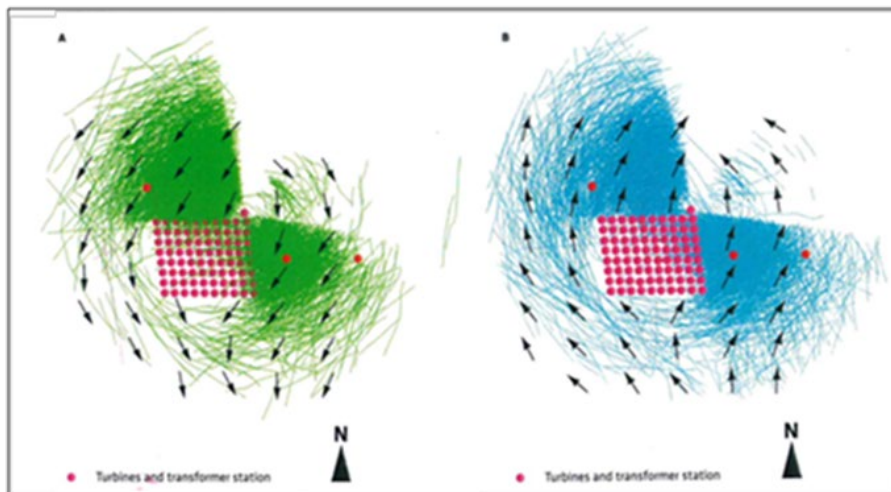 A
B
N
N
Turbines and transformer station
Turbines and transformer station